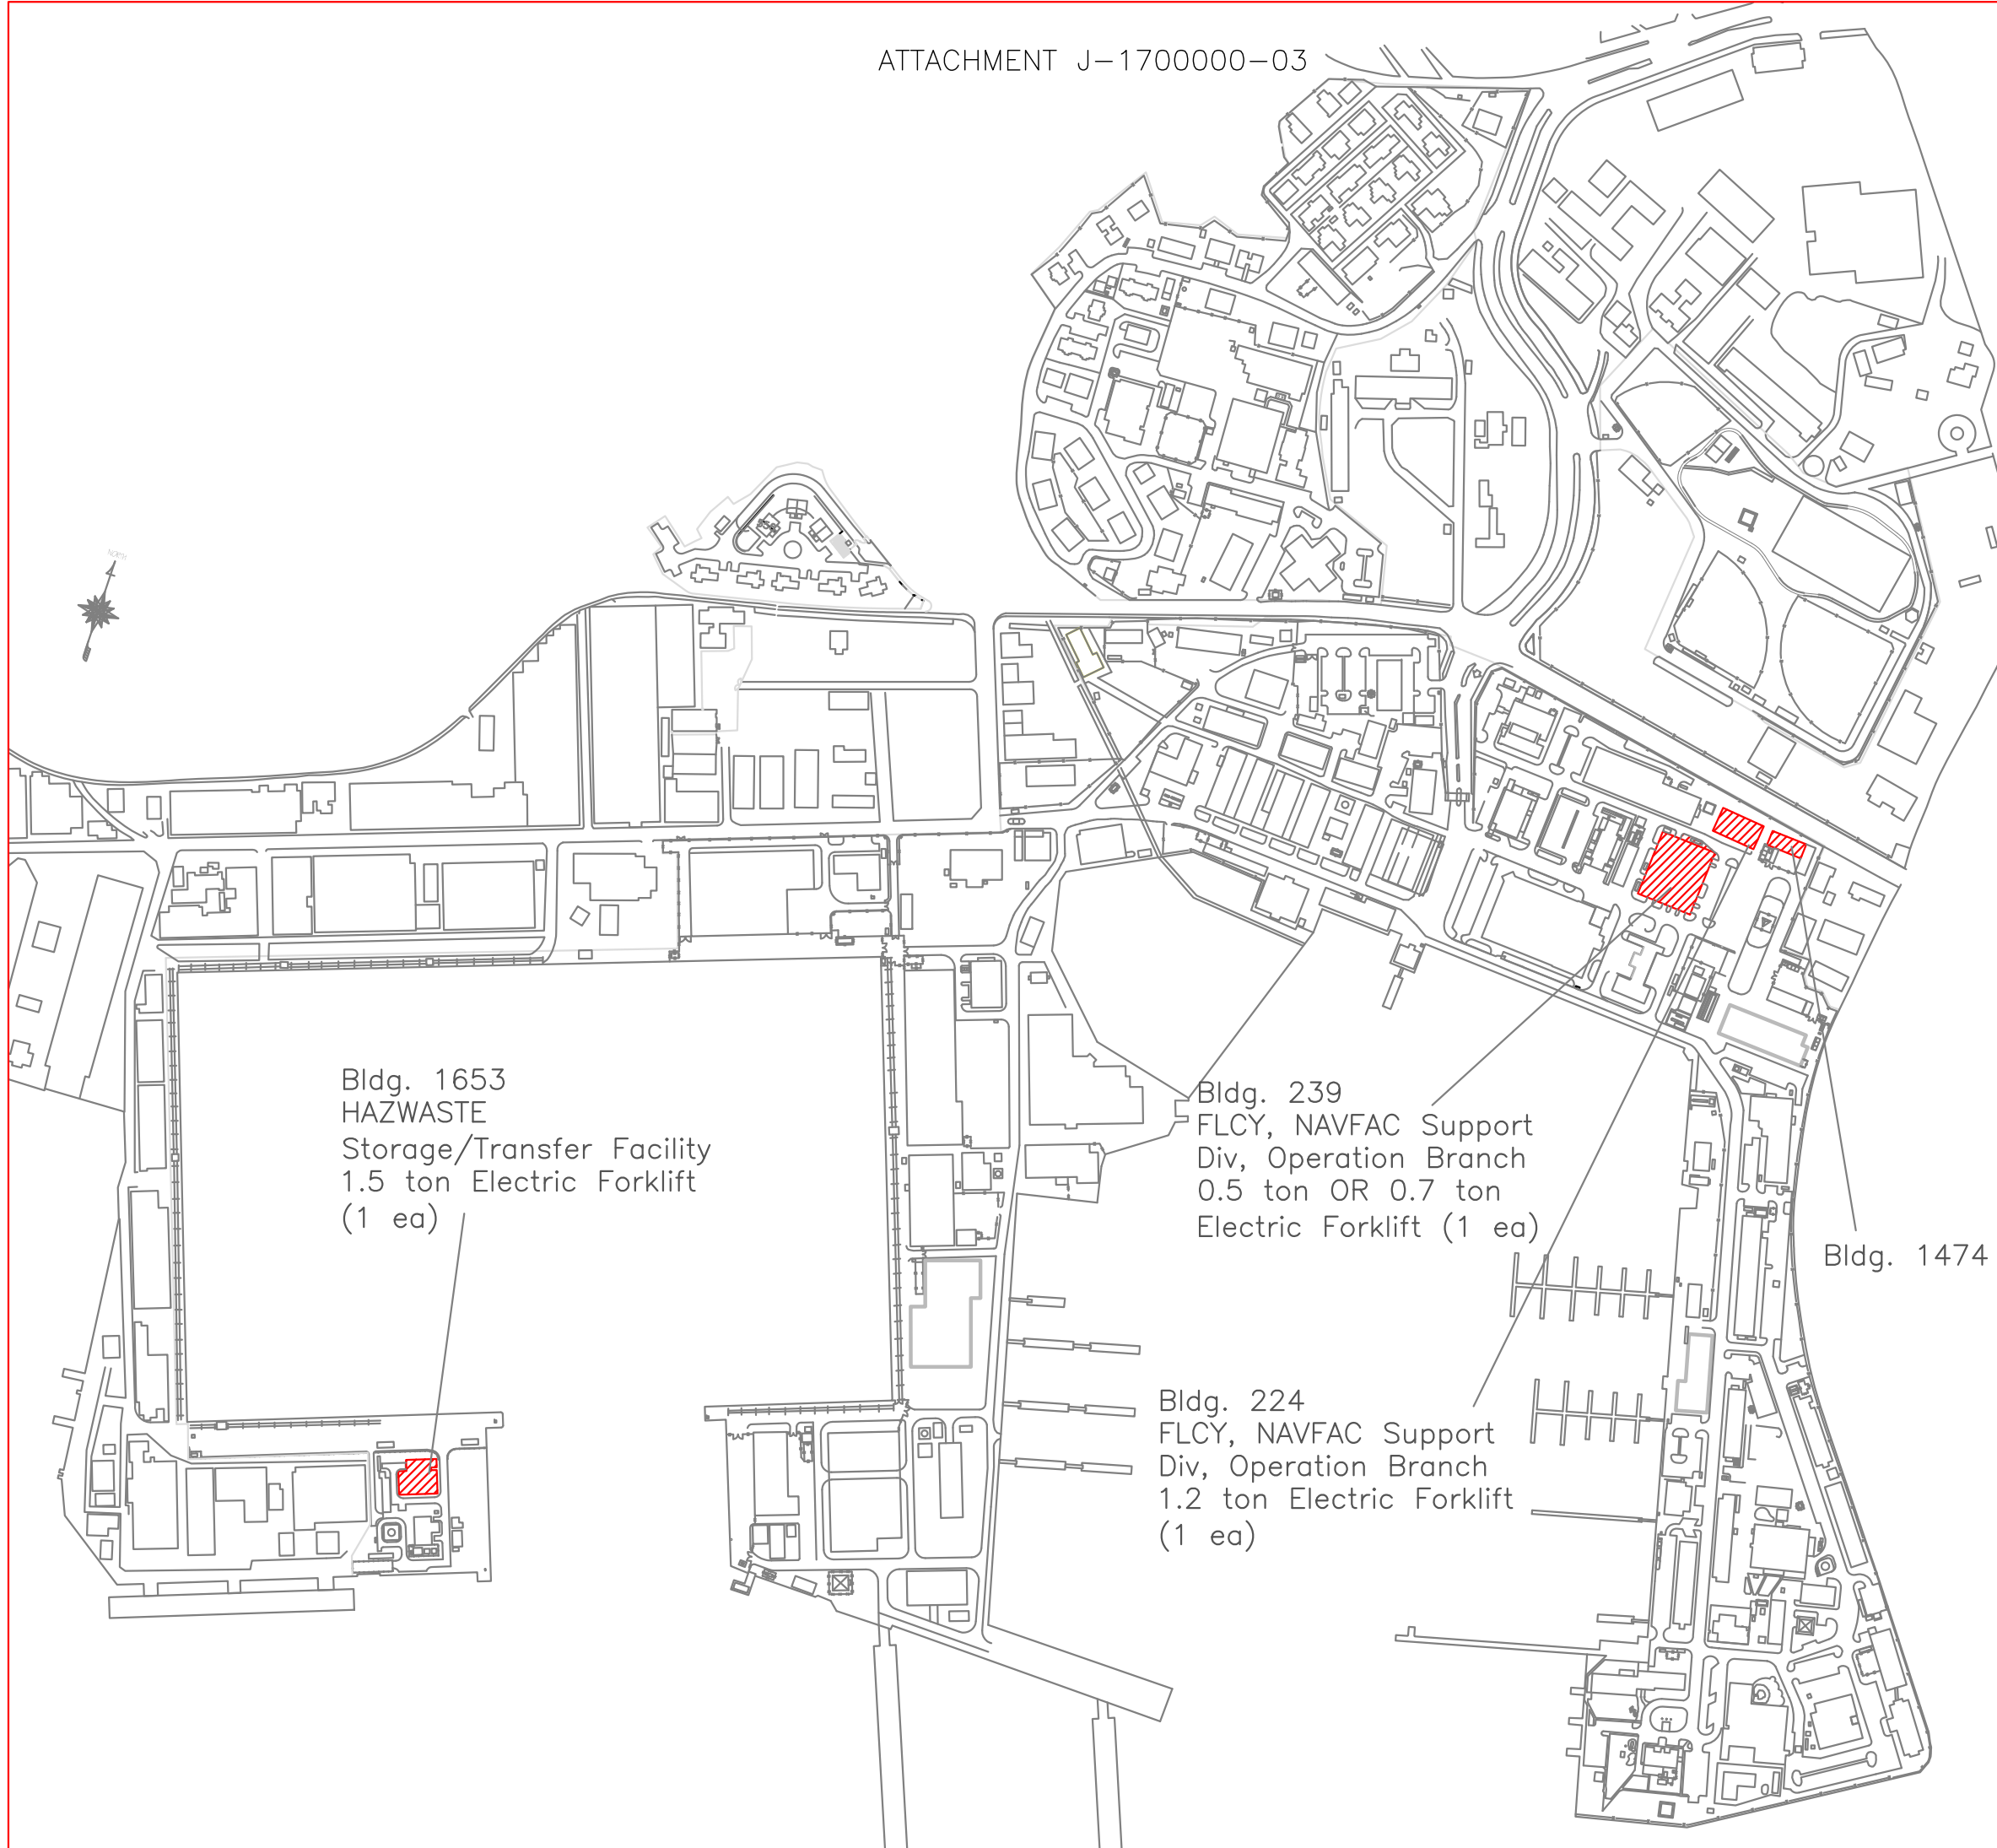 ATTACHMENT J-1700000-03
NORTH
Bldg. 1653
HAZWASTE
Storage/Transfer Facility
1.5 ton Electric Forklift
(1 ea)
Bldg. 239
FLCY, NAVFAC Support
Div, Operation Branch
0.5 ton OR 0.7 ton
Electric Forklift (1 ea)
Bldg. 1474
Bldg. 224
FLCY, NAVFAC Support
Div, Operation Branch
1.2 ton Electric Forklift
(1 ea)